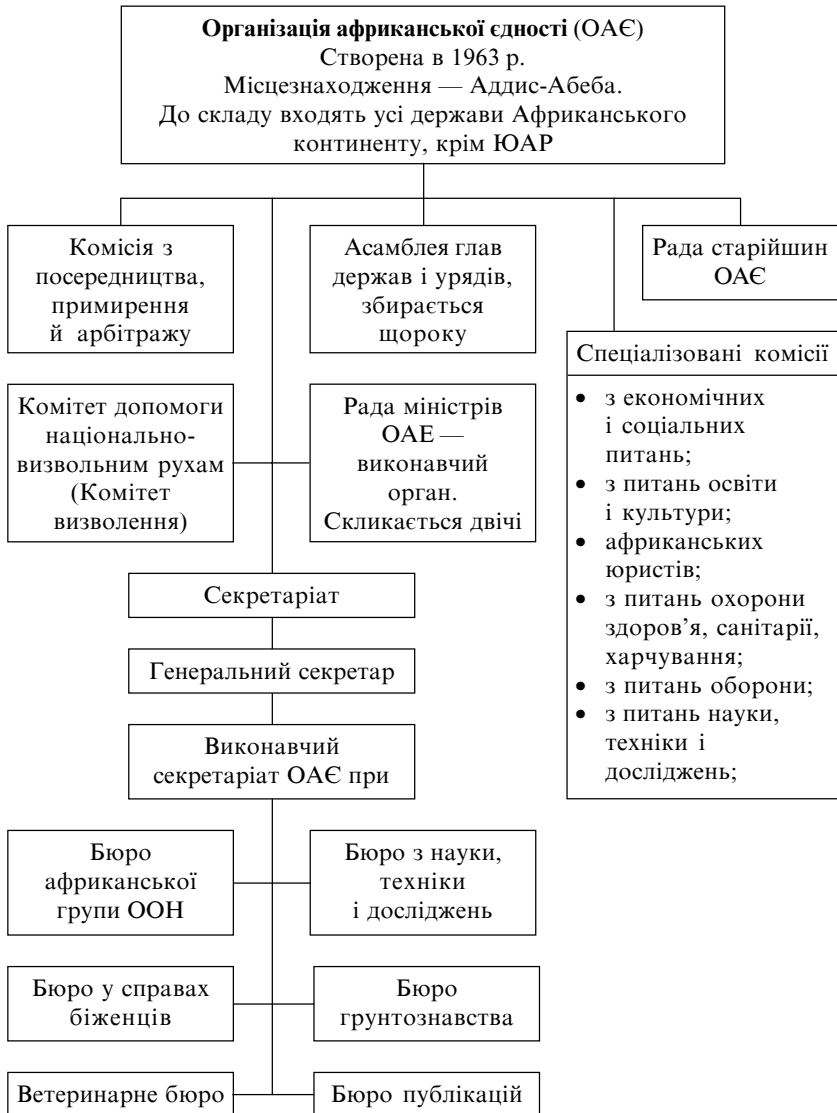 Організація африканської єдності (ОАЄ)
Створена в 1963 р.
Місцезнаходження — Аддис-Абеба.
До складу входять усі держави Африканського
континенту, крім ЮАР
Комісія з
посередництва,
примирення
й арбітражу
Асамблея глав
держав і урядів,
збирається
щороку
Рада старійшин
ОАЄ
Комітет допомоги
національно-
визвольним рухам
(Комітет
визволення)
Рада міністрів
ОАЕ —
виконавчий
орган.
Скликається двічі
Спеціалізовані комісії
• з економічних
і соціальних
питань;
• з питань освіти
і культури;
• африканських
юристів;
• з питань охорони
здоров’я, санітарії,
харчування;
• з питань оборони;
• з питань науки,
техніки і
досліджень;
Секретаріат
Генеральний секретар
Виконавчий
секретаріат ОАЄ при
Бюро
африканської
групи ООН
Бюро з науки,
техніки
і досліджень
Бюро у справах
біженців
Бюро
грунтознавства
Ветеринарне бюро
Бюро публікацій